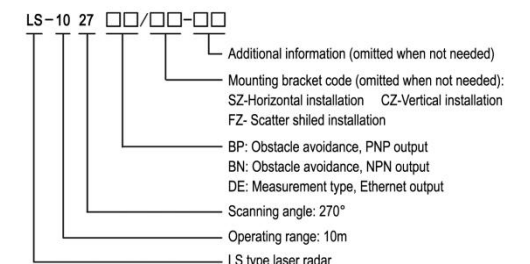 LS-10 27 □□/□□-□□
Additional information (omitted when not needed)
Mounting bracket code (omitted when not needed):
SZ-Horizontal installation CZ-Vertical installation
FZ- Scatter shiled installation
BP: Obstacle avoidance, PNP output
BN: Obstacle avoidance, NPN output
DE: Measurement type, Ethernet output
Scanning angle: 270°
Operating range: 10m
LS type laser radar